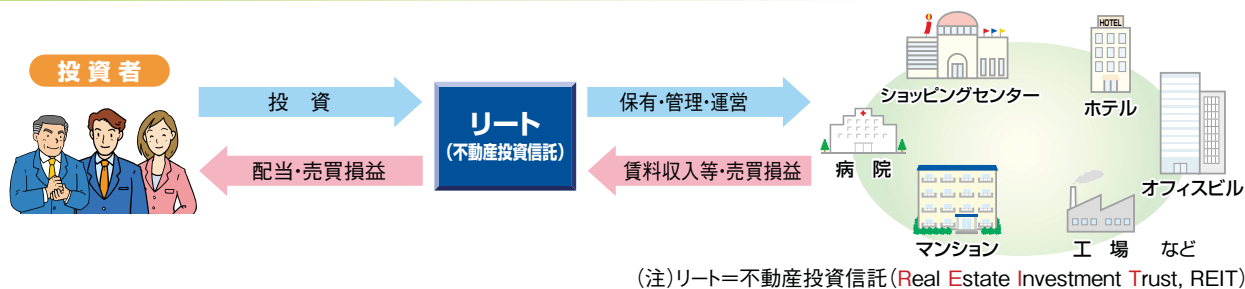 投資者
投 資
配当・売買損益
リート
(不動産投資信託)
保有・管理・運営
賃料収入等・売買損益
ショッピングセンター
HOTEL
ホテル
病 院
オフィスビル
マンション
工 場 など
(注)リート=不動産投資信託(Real Estate Investment Trust, REIT)